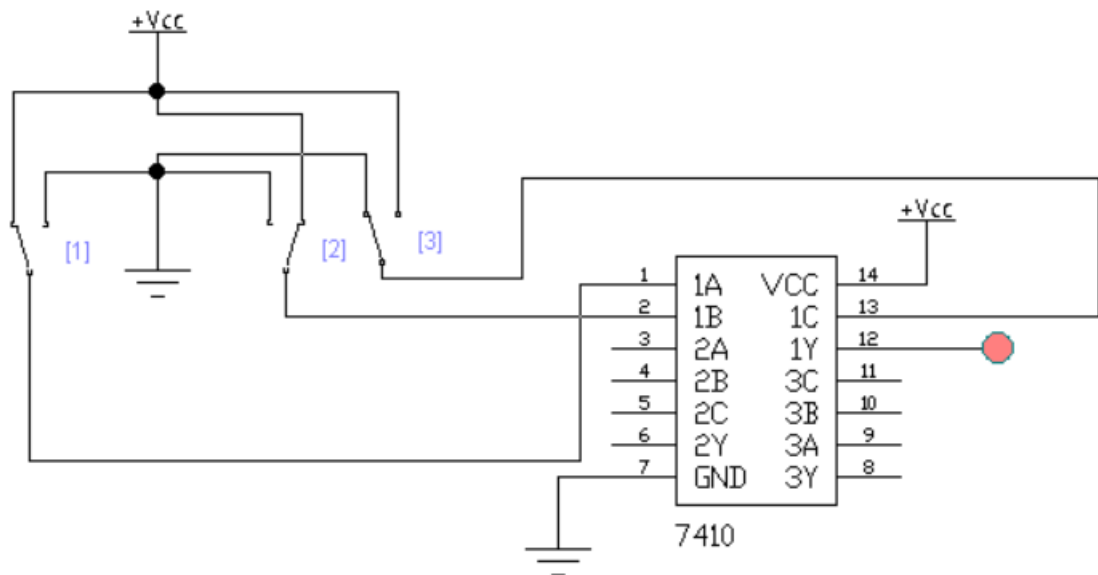 +Vcc
[1]
[2]
[3]
+Vcc
1 1A VCC 14
2 1B 1C 13
3 2A 1Y 12
4 2B 3C 11
5 2C 3B 10
6 2Y 3A 9
7 GND 3Y 8
7410